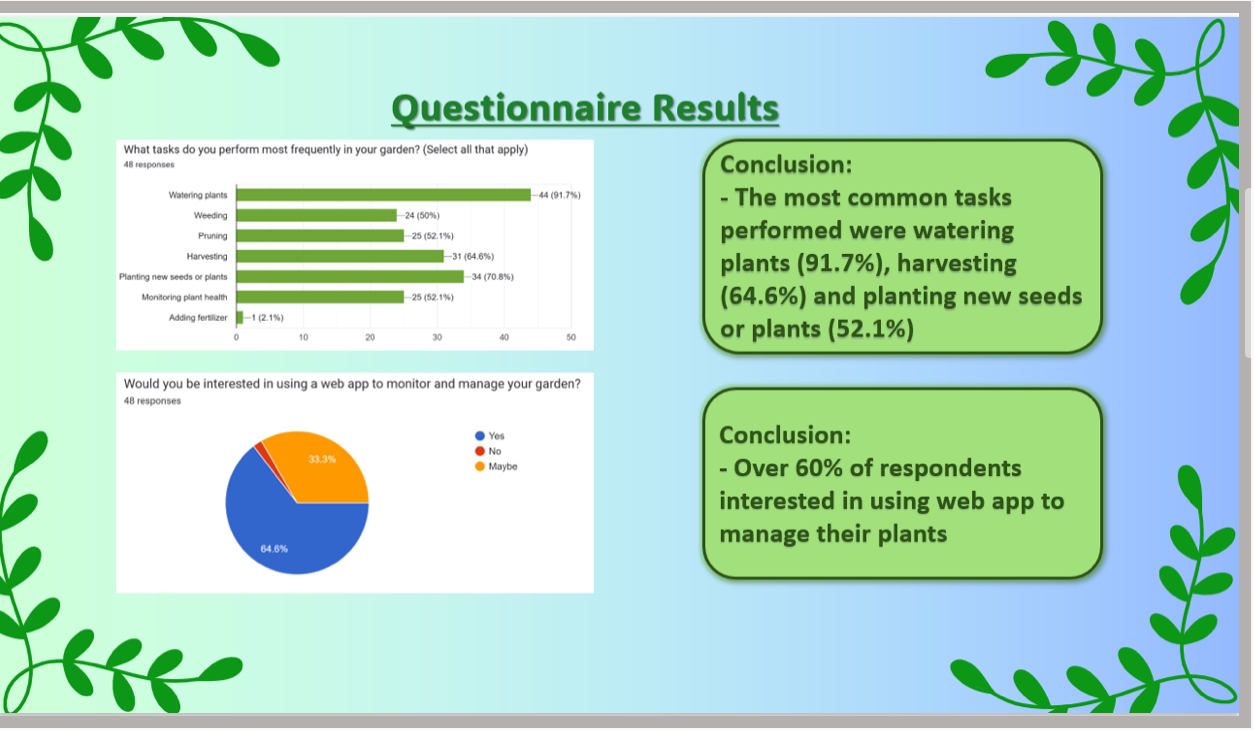 Questionnaire Results
What tasks do you perform most frequently in your garden? (Select all that apply)
48 responses
Watering plants 44 (91.7%)
Weeding 24 (50%)
Pruning 25 (52.1%)
Harvesting 31 (64.6%)
Planting new seeds or plants 34 (70.8%)
Monitoring plant health 25 (52.1%)
Adding fertilizer 1 (2.1%)
0 10 20 30 40 50
Conclusion:
- The most common tasks
performed were watering
plants (91.7%), harvesting
(64.6%) and planting new seeds
or plants (52.1%)
Would you be interested in using a web app to monitor and manage your garden?
48 responses
Yes
No
Maybe
33.3%
64.6%
Conclusion:
- Over 60% of respondents
interested in using web app to
manage their plants